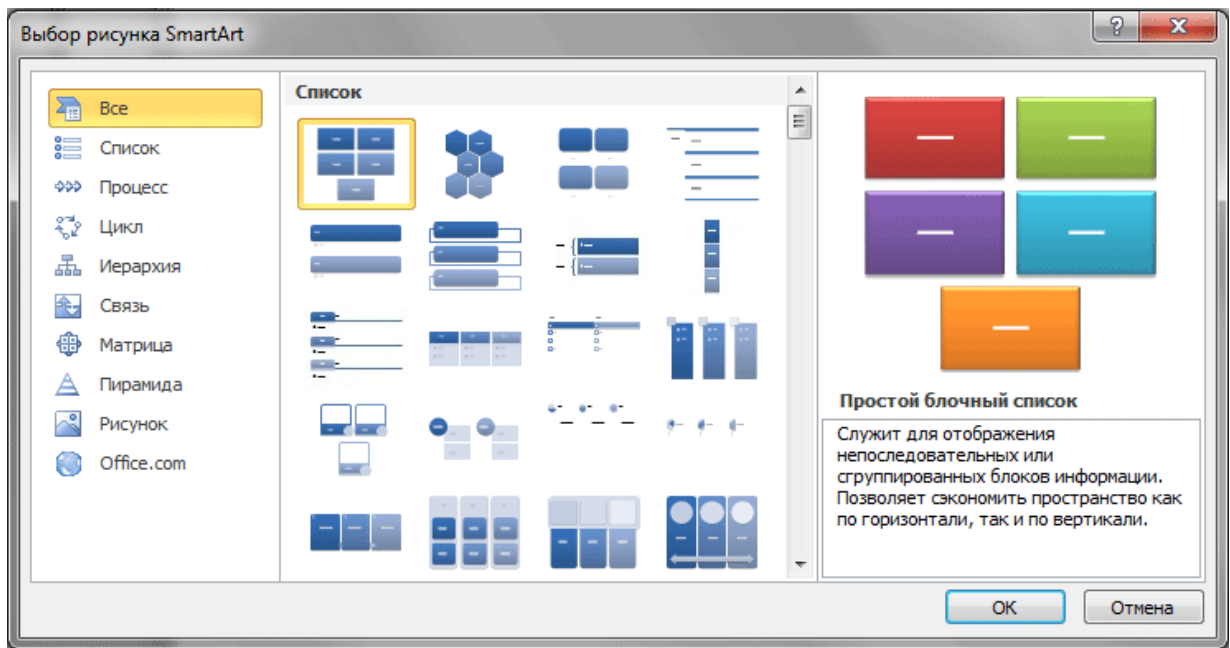 Выбор рисунка SmartArt
Все
Список
Процесс
Цикл
Иерархия
Связь
Матрица
Пирамида
Рисунок
Office.com
Список
Простой блочный список
Служит для отображения
непоследовательных или
сгруппированных блоков информации.
Позволяет сэкономить пространство как
по горизонтали, так и по вертикали.
ОК
Отмена